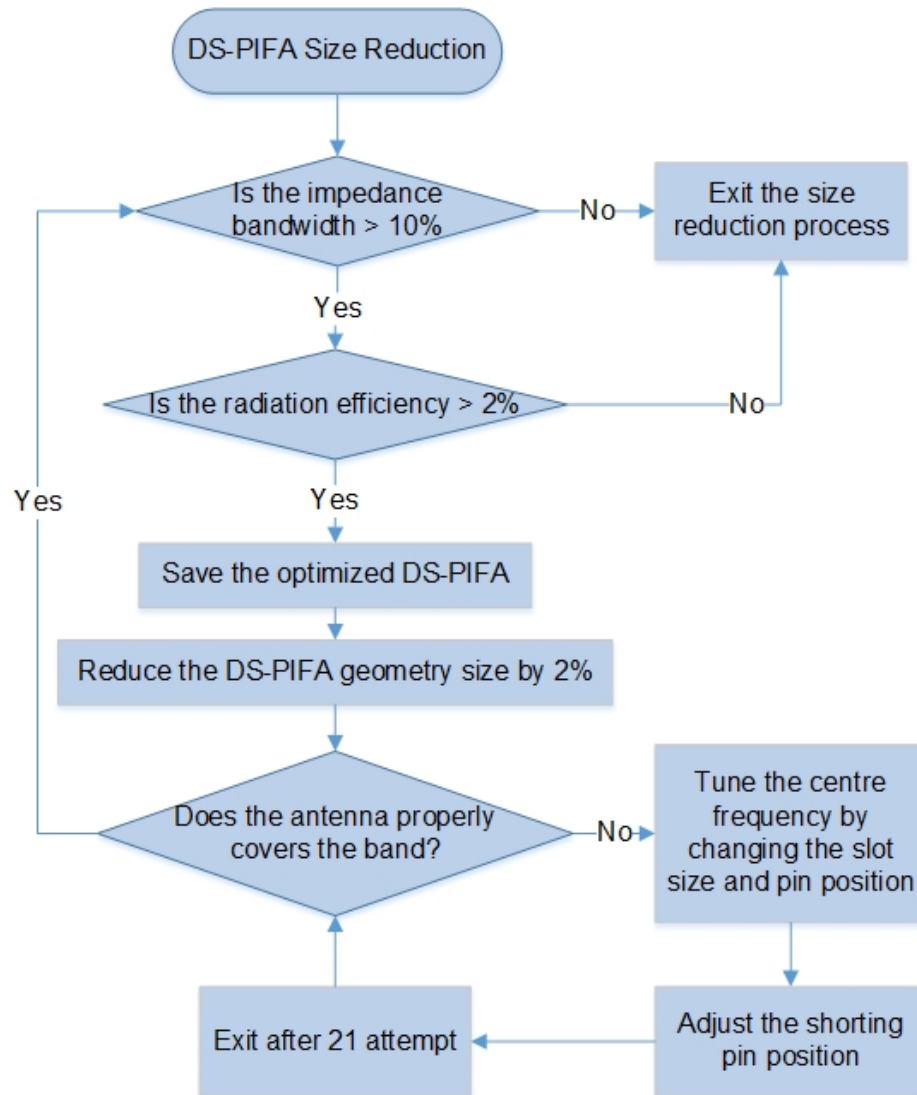 DS-PIFA Size Reduction
Is the impedance
bandwidth > 10%
No
Exit the size
reduction process
Yes
Is the radiation efficiency > 2%
No
Yes
Yes
Save the optimized DS-PIFA
Reduce the DS-PIFA geometry size by 2%
Does the antenna properly
covers the band?
No
Tune the centre
frequency by
changing the slot
size and pin position
Exit after 21 attempt
Adjust the shorting
pin position